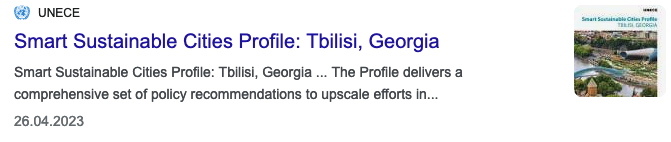 UNECE
Smart Sustainable Cities Profile: Tbilisi, Georgia
Smart Sustainable Cities Profile: Tbilisi, Georgia ... The Profile delivers a
comprehensive set of policy recommendations to upscale efforts in...
26.04.2023
UNECE
Smart Sustainable Cities Profile
TBILISI, GEORGIA